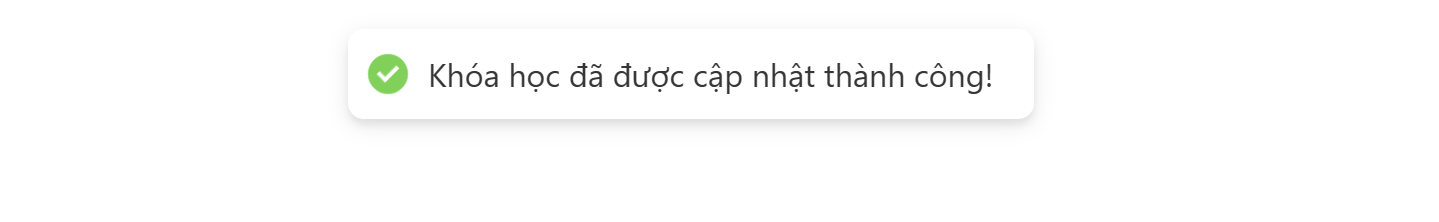 Khóa học đã được cập nhật thành công!